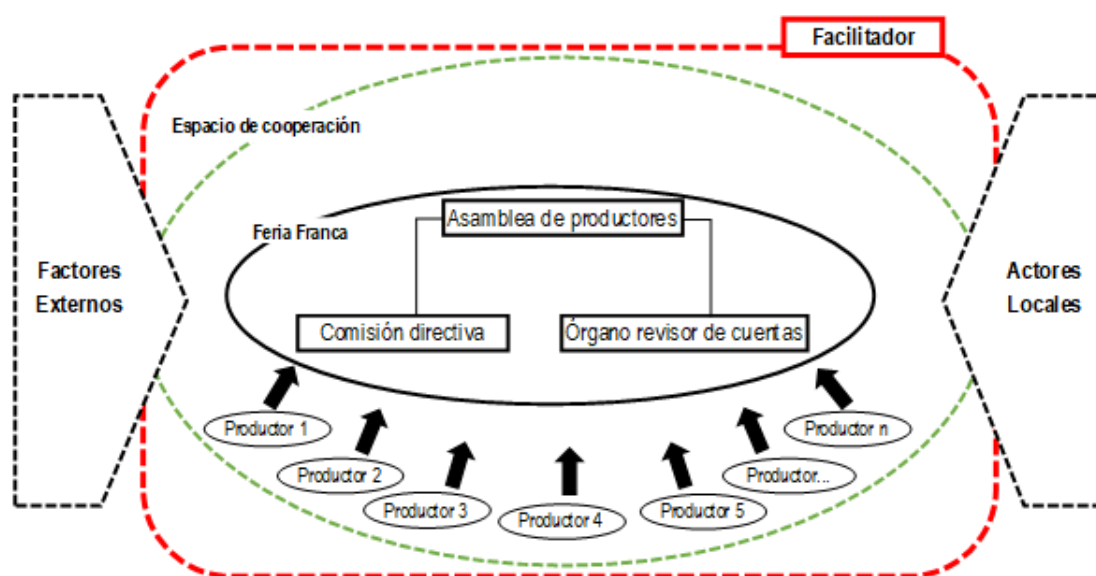 Facilitador
Espacio de cooperación
Asamblea de productores
Feria Franca
Factores
Externos
Actores
Locales
Comisión directiva
Órgano revisor de cuentas
Productor 1
Productor n
Productor 2
Productor...
Productor 3
Productor 4
Productor 5